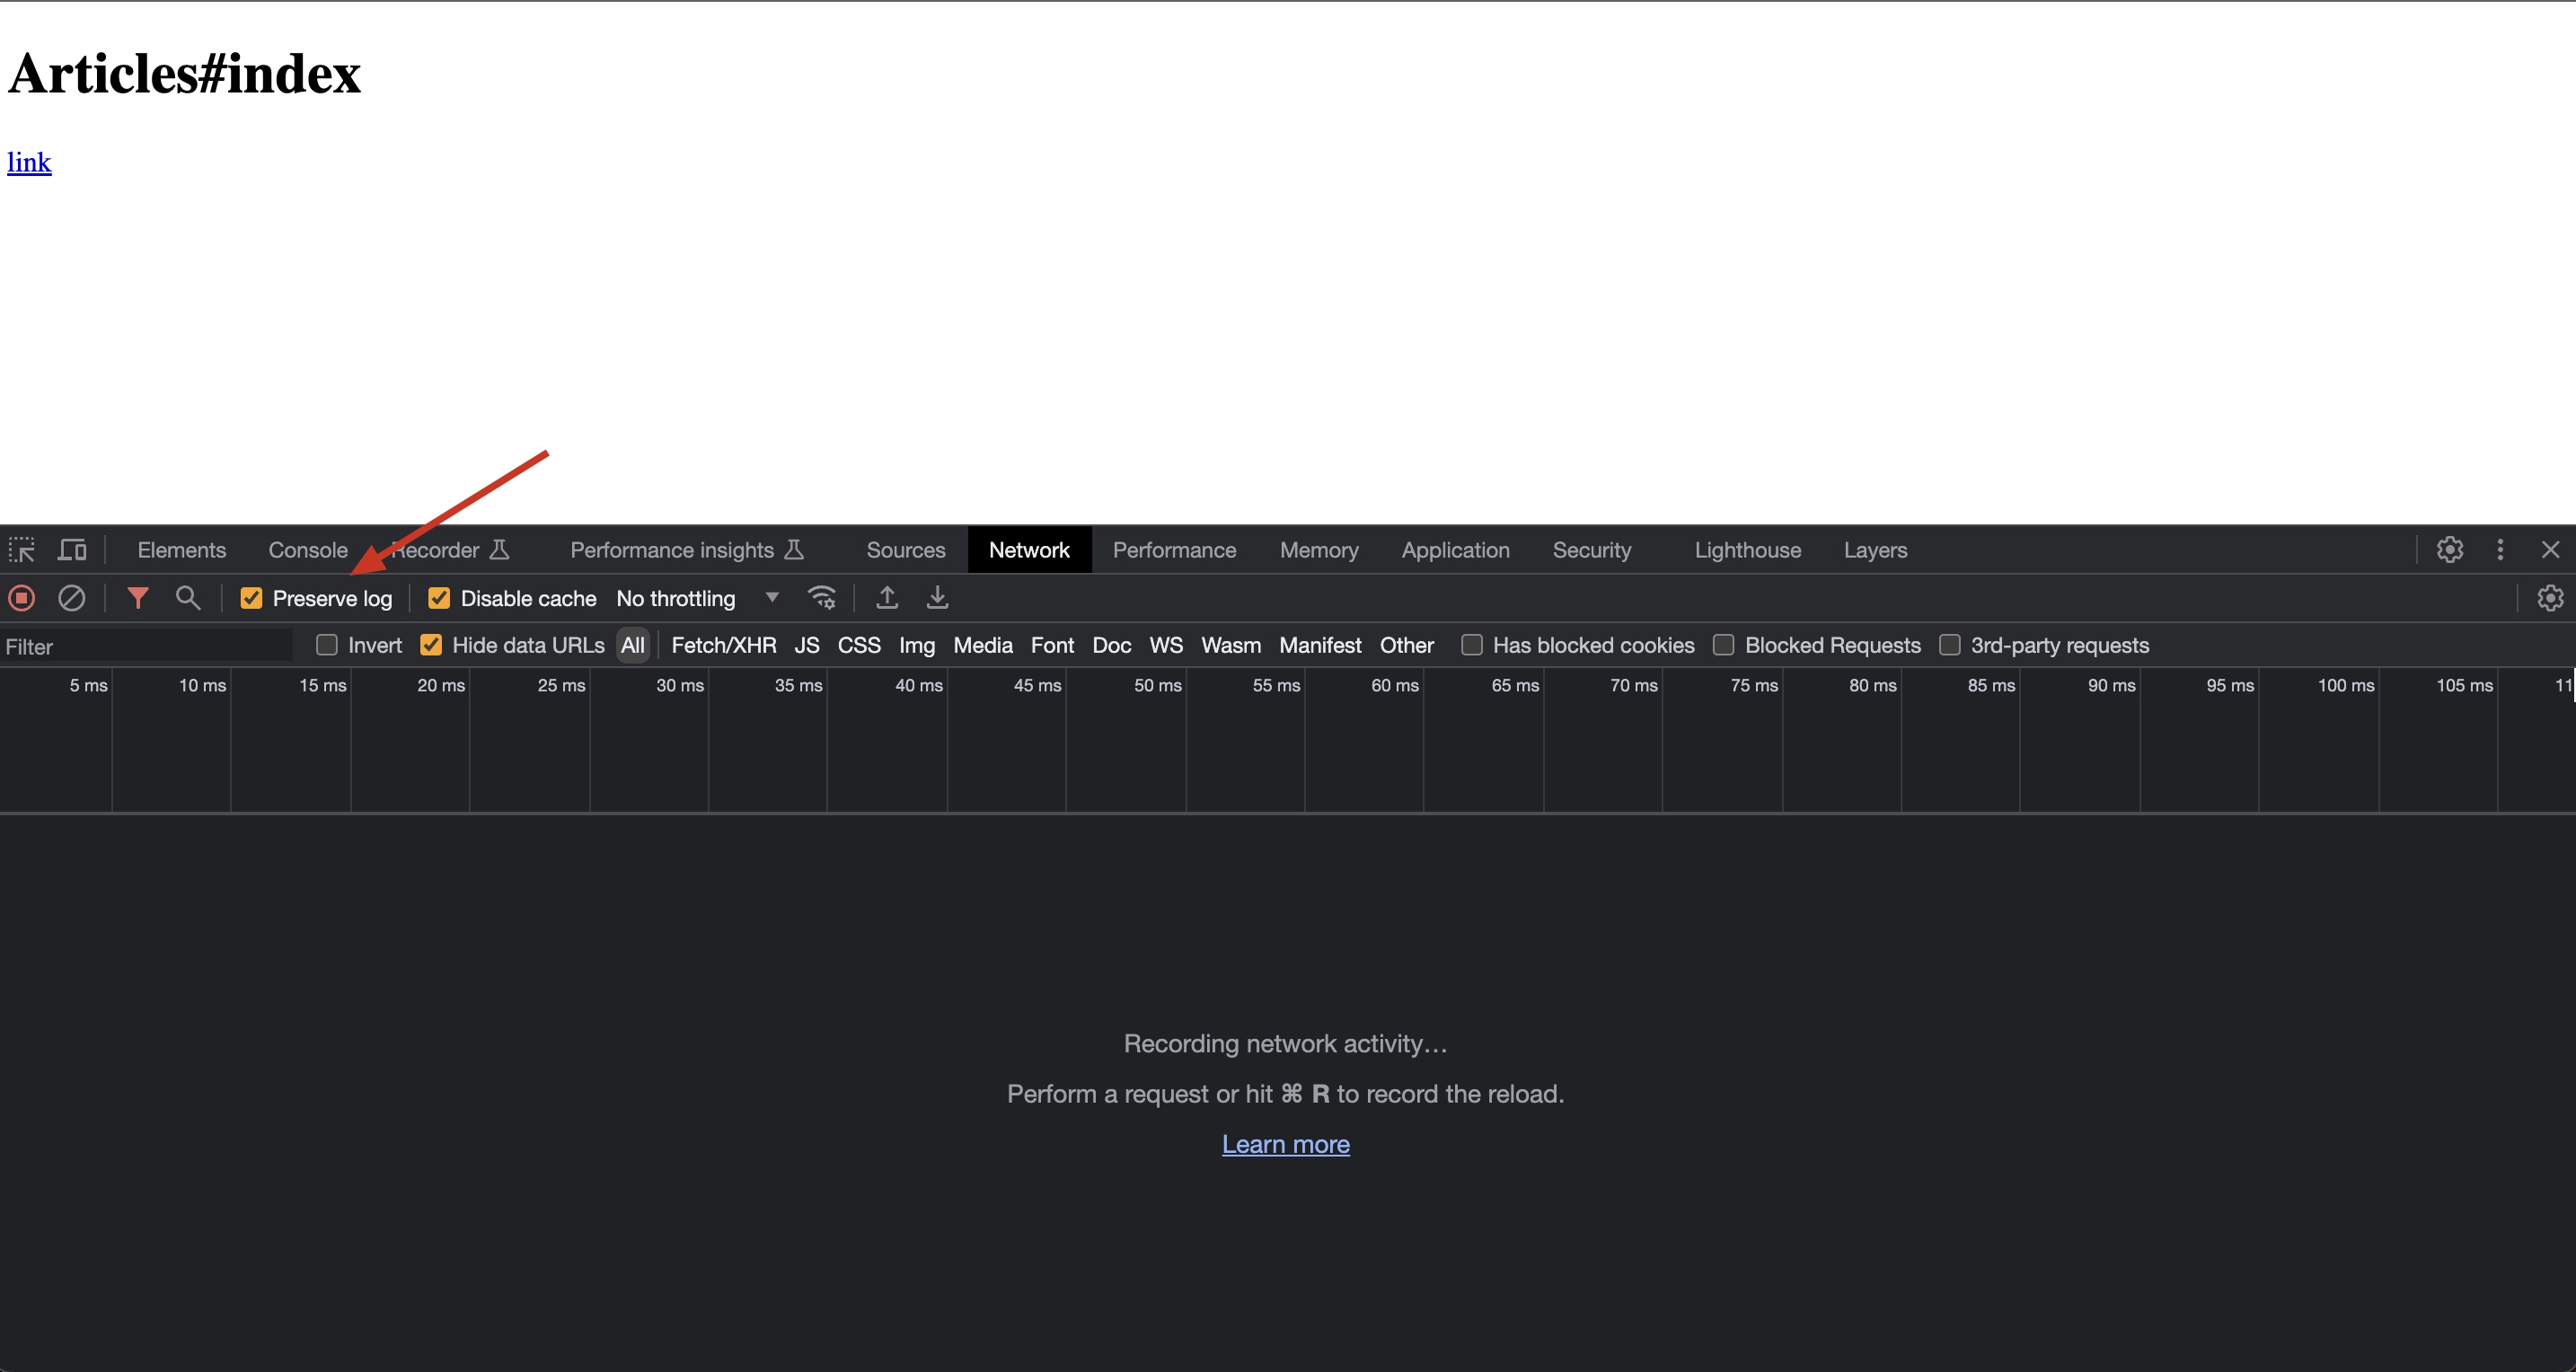 Articles#index
link
Elements Console Recorder Performance insights Sources Network Performance Memory Application Security Lighthouse Layers
Preserve log Disable cache No throttling
Filter Invert Hide data URLs All Fetch/XHR JS CSS Img Media Font Doc WS Wasm Manifest Other Has blocked cookies Blocked Requests 3rd-party requests
5 ms 10 ms 15 ms 20 ms 25 ms 30 ms 35 ms 40 ms 45 ms 50 ms 55 ms 60 ms 65 ms 70 ms 75 ms 80 ms 85 ms 90 ms 95 ms 100 ms 105 ms 11
Recording network activity…
Perform a request or hit ⌘ R to record the reload.
Learn more